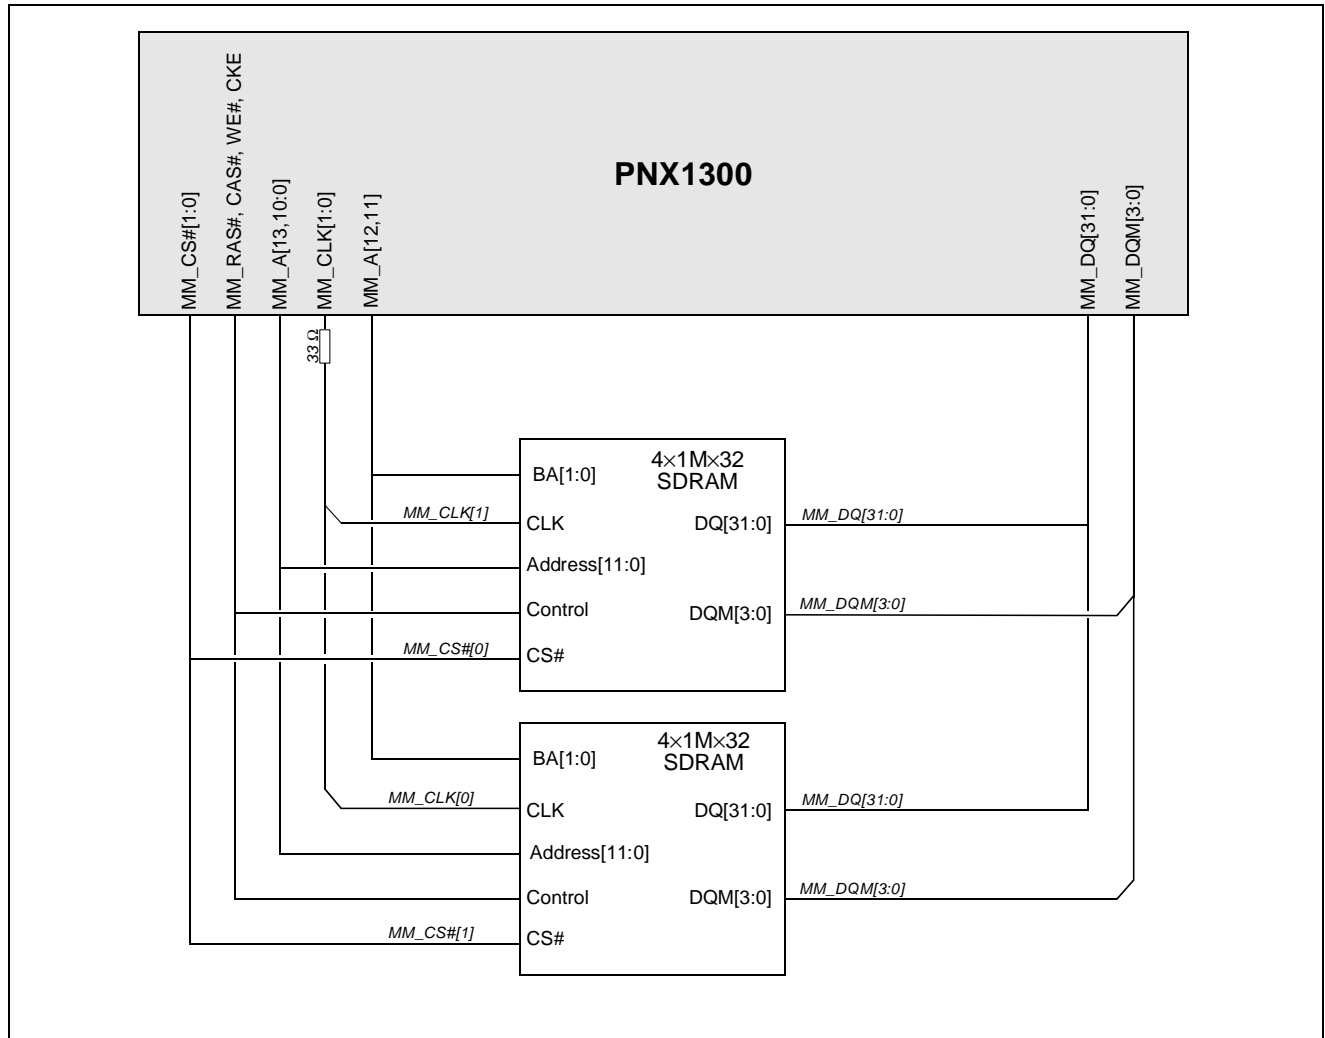 PNX1300
MM_CS#[1:0]
MM_RAS#, CAS#, WE#, CKE
MM_A[13,10:0]
MM_CLK[1:0]
MM_A[12,11]
MM_DQ[31:0]
MM_DQM[3:0]
33 Ω
4×1M×32
SDRAM
BA[1:0]
MM_CLK[1]
CLK
DQ[31:0]
MM_DQ[31:0]
Address[11:0]
Control
DQM[3:0]
MM_DQM[3:0]
MM_CS#[0]
CS#
4×1M×32
SDRAM
BA[1:0]
MM_CLK[0]
CLK
DQ[31:0]
MM_DQ[31:0]
Address[11:0]
Control
DQM[3:0]
MM_DQM[3:0]
MM_CS#[1]
CS#